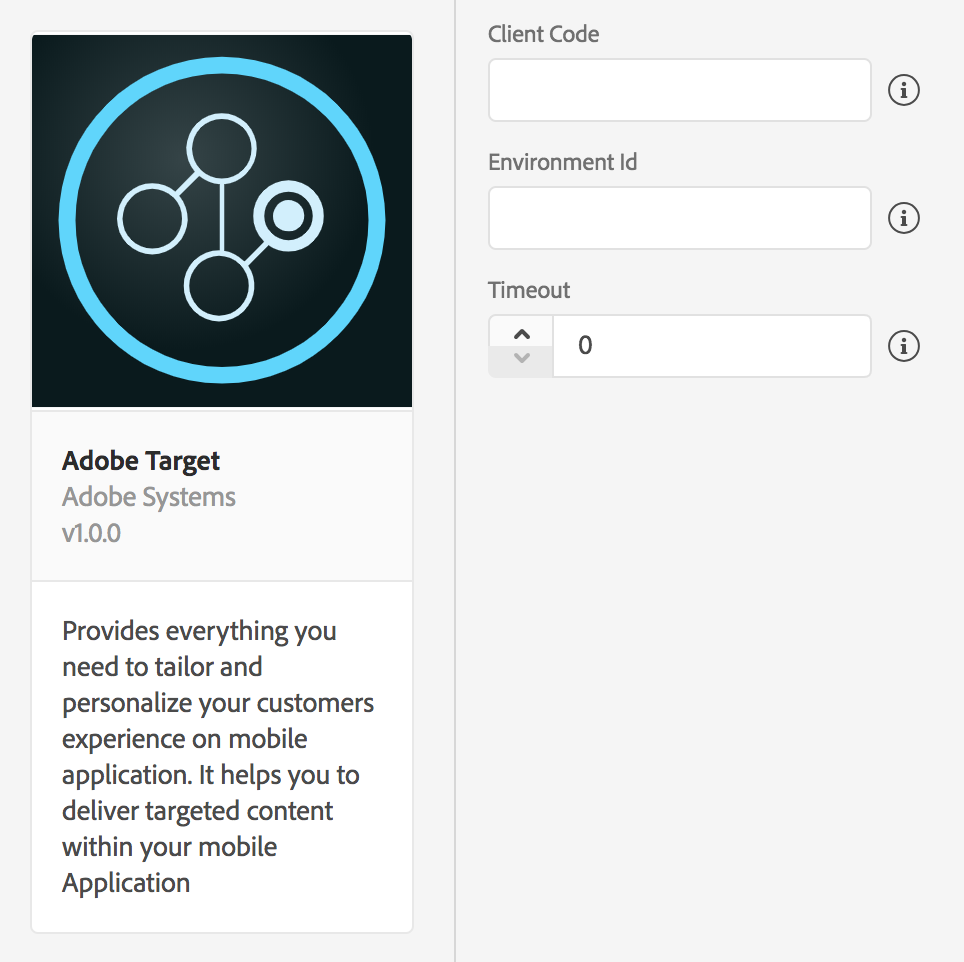 Adobe Target
Adobe Systems
v1.0.0
Provides everything you
need to tailor and
personalize your customers
experience on mobile
application. It helps you to
deliver targeted content
within your mobile
Application
Client Code
Environment Id
Timeout
0